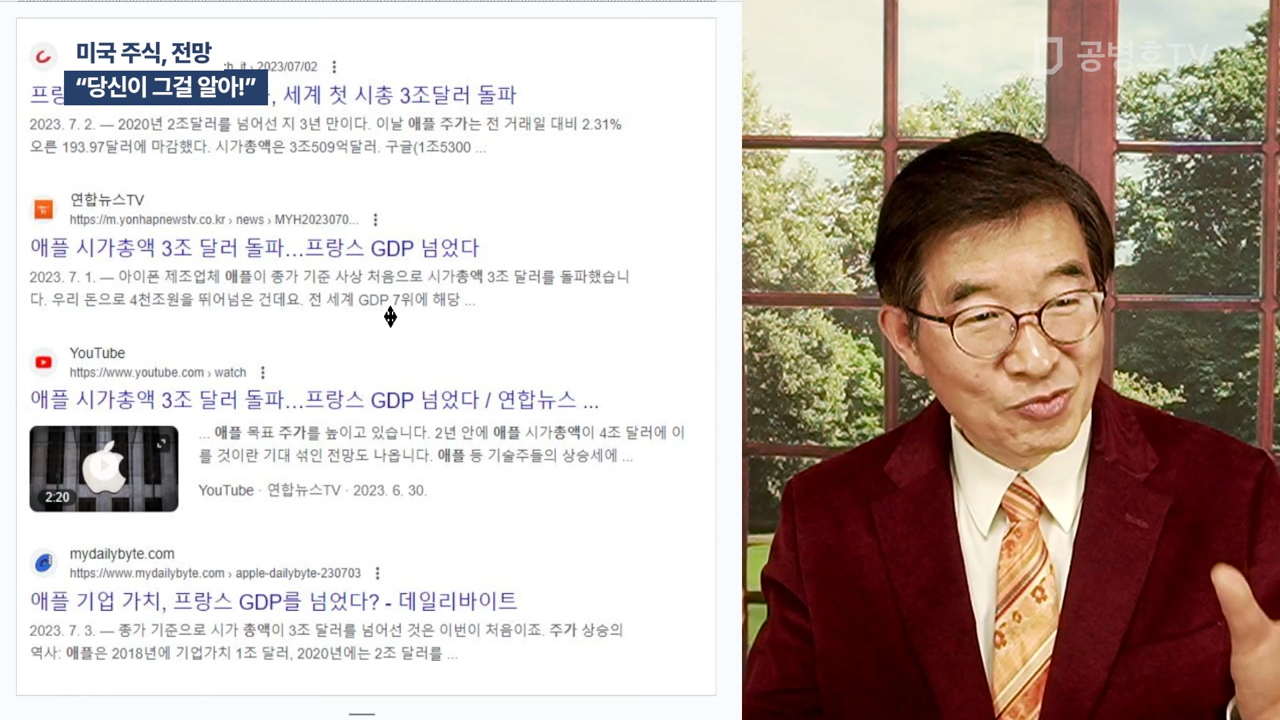 미국 주식, 전망
“당신이 그걸 알아!”
2023/07/02
, 세계 첫 시총 3조달러 돌파
2023. 7. 2. — 2020년 2조달러를 넘어선 지 3년 만이다. 이날 애플 주가는 전 거래일 대비 2.31%
오른 193.97달러에 마감했다. 시가총액은 3조509억달러. 구글(1조5300 ...
연합뉴스TV
https://m.yonhapnewstv.co.kr › news › MYH2023070...
애플 시가총액 3조 달러 돌파...프랑스 GDP 넘었다
2023. 7. 1. — 아이폰 제조업체 애플이 종가 기준 사상 처음으로 시가총액 3조 달러를 돌파했습니
다. 우리 돈으로 4천조원을 뛰어넘은 건데요. 전 세계 GDP 7위에 해당 ...
YouTube
https://www.youtube.com › watch
애플 시가총액 3조 달러 돌파...프랑스 GDP 넘었다 / 연합뉴스 ...
... 애플 목표 주가를 높이고 있습니다. 2년 안에 애플 시가총액이 4조 달러에 이
를 것이란 기대 섞인 전망도 나옵니다. 애플 등 기술주들의 상승세에 ...
2:20
YouTube · 연합뉴스TV · 2023. 6. 30.
mydailybyte.com
https://www.mydailybyte.com › apple-dailybyte-230703
애플 기업 가치, 프랑스 GDP를 넘었다? - 데일리바이트
2023. 7. 3. — 종가 기준으로 시가 총액이 3조 달러를 넘어선 것은 이번이 처음이죠. 주가 상승의
역사: 애플은 2018년에 기업가치 1조 달러, 2020년에는 2조 달러를 ...
공병호TV